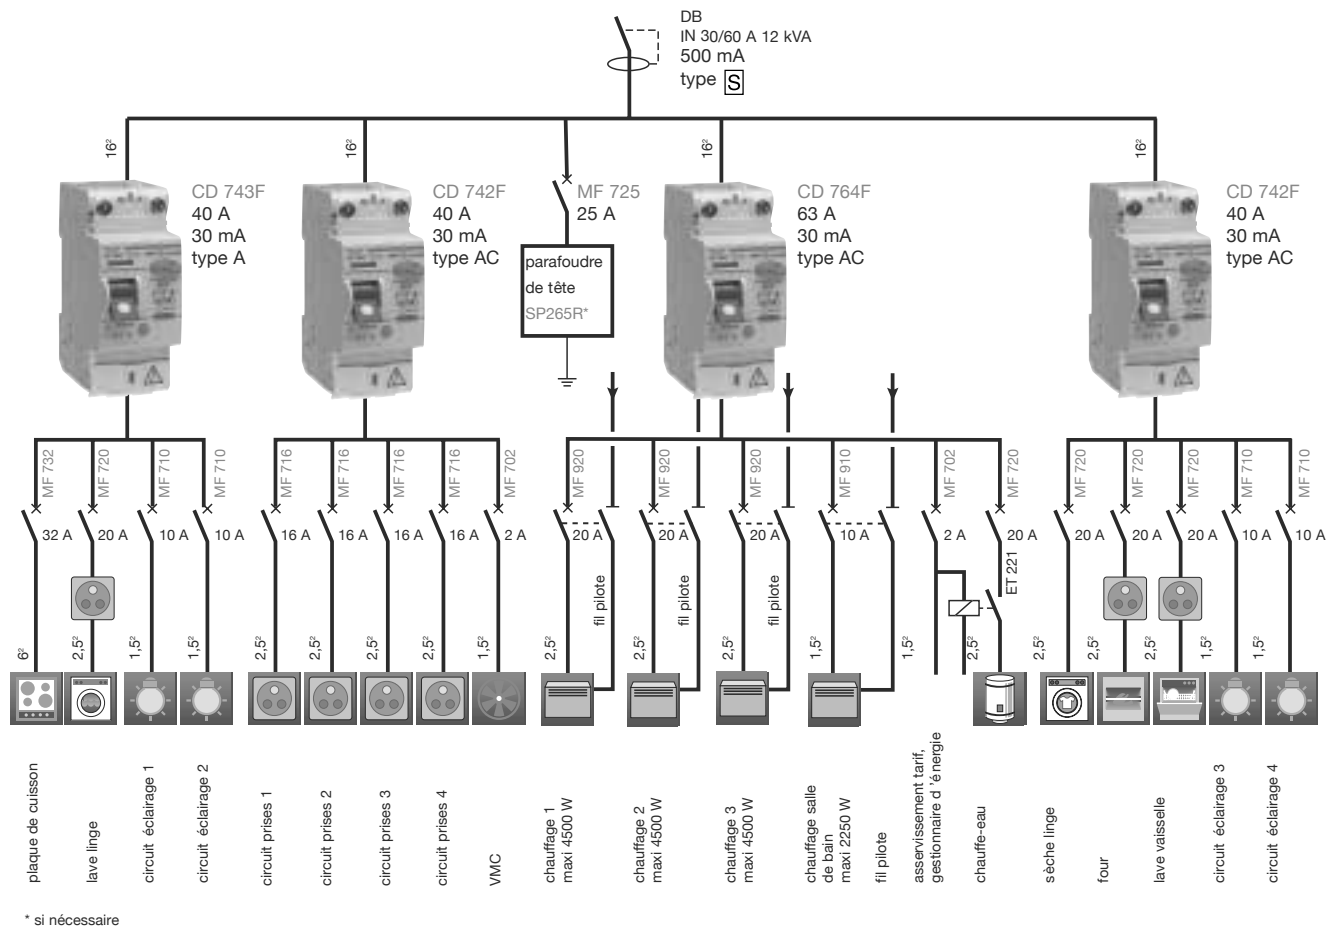 DB
IN 30/60 A 12 kVA
500 mA
type S
16²
16²
16²
16²
CD 743F
40 A
30 mA
type A
CD 742F
40 A
30 mA
type AC
MF 725
25 A
parafoudre
de tête
SP265R*
CD 764F
63 A
30 mA
type AC
CD 742F
40 A
30 mA
type AC
MF 732
MF 720
MF 710
MF 710
MF 716
MF 716
MF 716
MF 716
MF 702
MF 920
MF 920
MF 920
MF 910
MF 702
MF 720
MF 720
MF 720
MF 720
MF 710
MF 710
32 A
20 A
10 A
10 A
16 A
16 A
16 A
16 A
2 A
20 A
20 A
20 A
10 A
2 A
20 A
20 A
20 A
20 A
10 A
10 A
ET 221
fil pilote
fil pilote
fil pilote
6²
2,5²
1,5²
1,5²
2,5²
2,5²
2,5²
2,5²
1,5²
2,5²
2,5²
2,5²
1,5²
1,5²
2,5²
2,5²
2,5²
2,5²
1,5²
1,5²
plaque de cuisson
lave linge
circuit éclairage 1
circuit éclairage 2
circuit prises 1
circuit prises 2
circuit prises 3
circuit prises 4
VMC
chauffage 1
maxi 4500 W
chauffage 2
maxi 4500 W
chauffage 3
maxi 4500 W
chauffage salle
de bain
maxi 2250 W
fil pilote
asservissement tarif,
gestionnaire d 'énergie
chauffe-eau
sèche linge
four
lave vaisselle
circuit éclairage 3
circuit éclairage 4
* si nécessaire